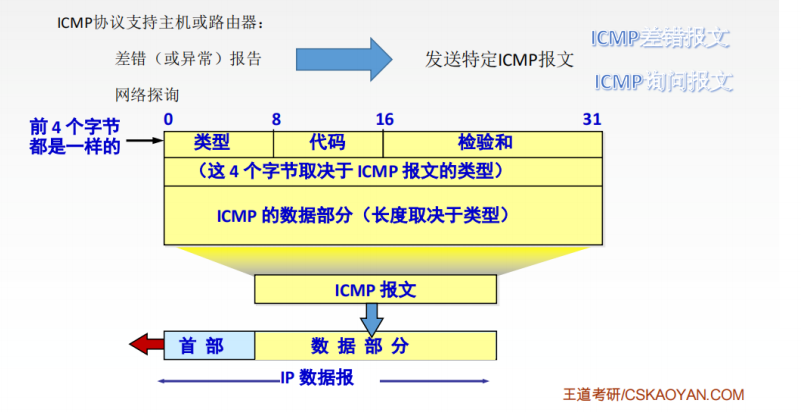 ICMP协议支持主机或路由器：
差错（或异常）报告
网络探询
发送特定ICMP报文
ICMP差错报文
ICMP询问报文
前 4 个字节
都是一样的
0 8 16 31
类型 代码 检验和
（这 4 个字节取决于 ICMP 报文的类型）
ICMP 的数据部分（长度取决于类型）
ICMP 报文
首 部 数 据 部 分
IP 数据报
王道考研/CSKAOYAN.COM